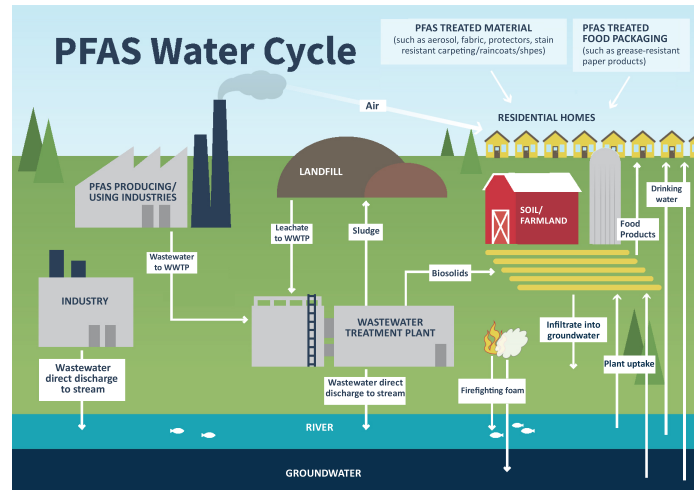 PFAS Water Cycle
PFAS TREATED MATERIAL
(such as aerosol, fabric, protectors, stain
resistant carpeting/raincoats/shpes)
PFAS TREATED
FOOD PACKAGING
(such as grease-resistant
paper products)
Air
RESIDENTIAL HOMES
PFAS PRODUCING/
USING INDUSTRIES
LANDFILL
SOIL/
FARMLAND
Drinking
water
Food
Products
Wastewater
to WWTP
Leachate
to WWTP
Sludge
Biosolids
INDUSTRY
WASTEWATER
TREATMENT PLANT
Infiltrate into
groundwater
Plant uptake
Wastewater
direct discharge
to stream
Wastewater direct
discharge to stream
Firefighting foam
RIVER
GROUNDWATER